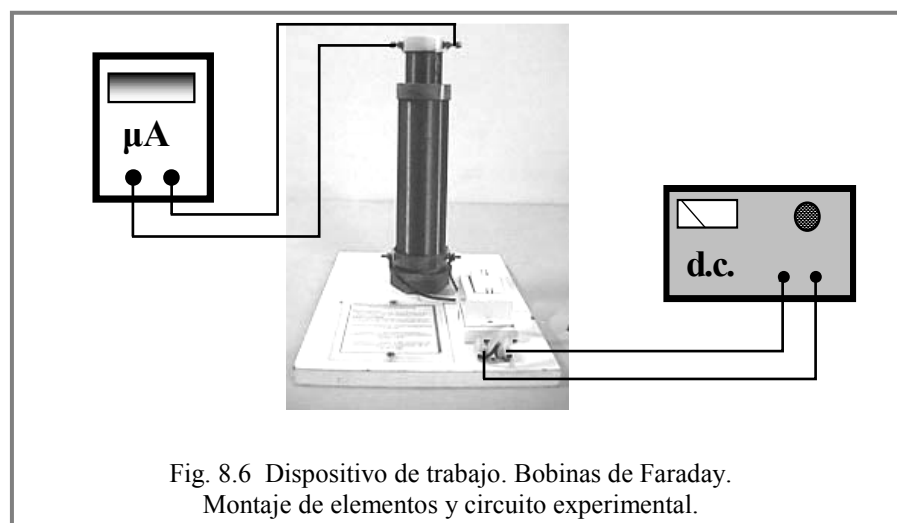 µA
d.c.
Fig. 8.6 Dispositivo de trabajo. Bobinas de Faraday.
Montaje de elementos y circuito experimental.